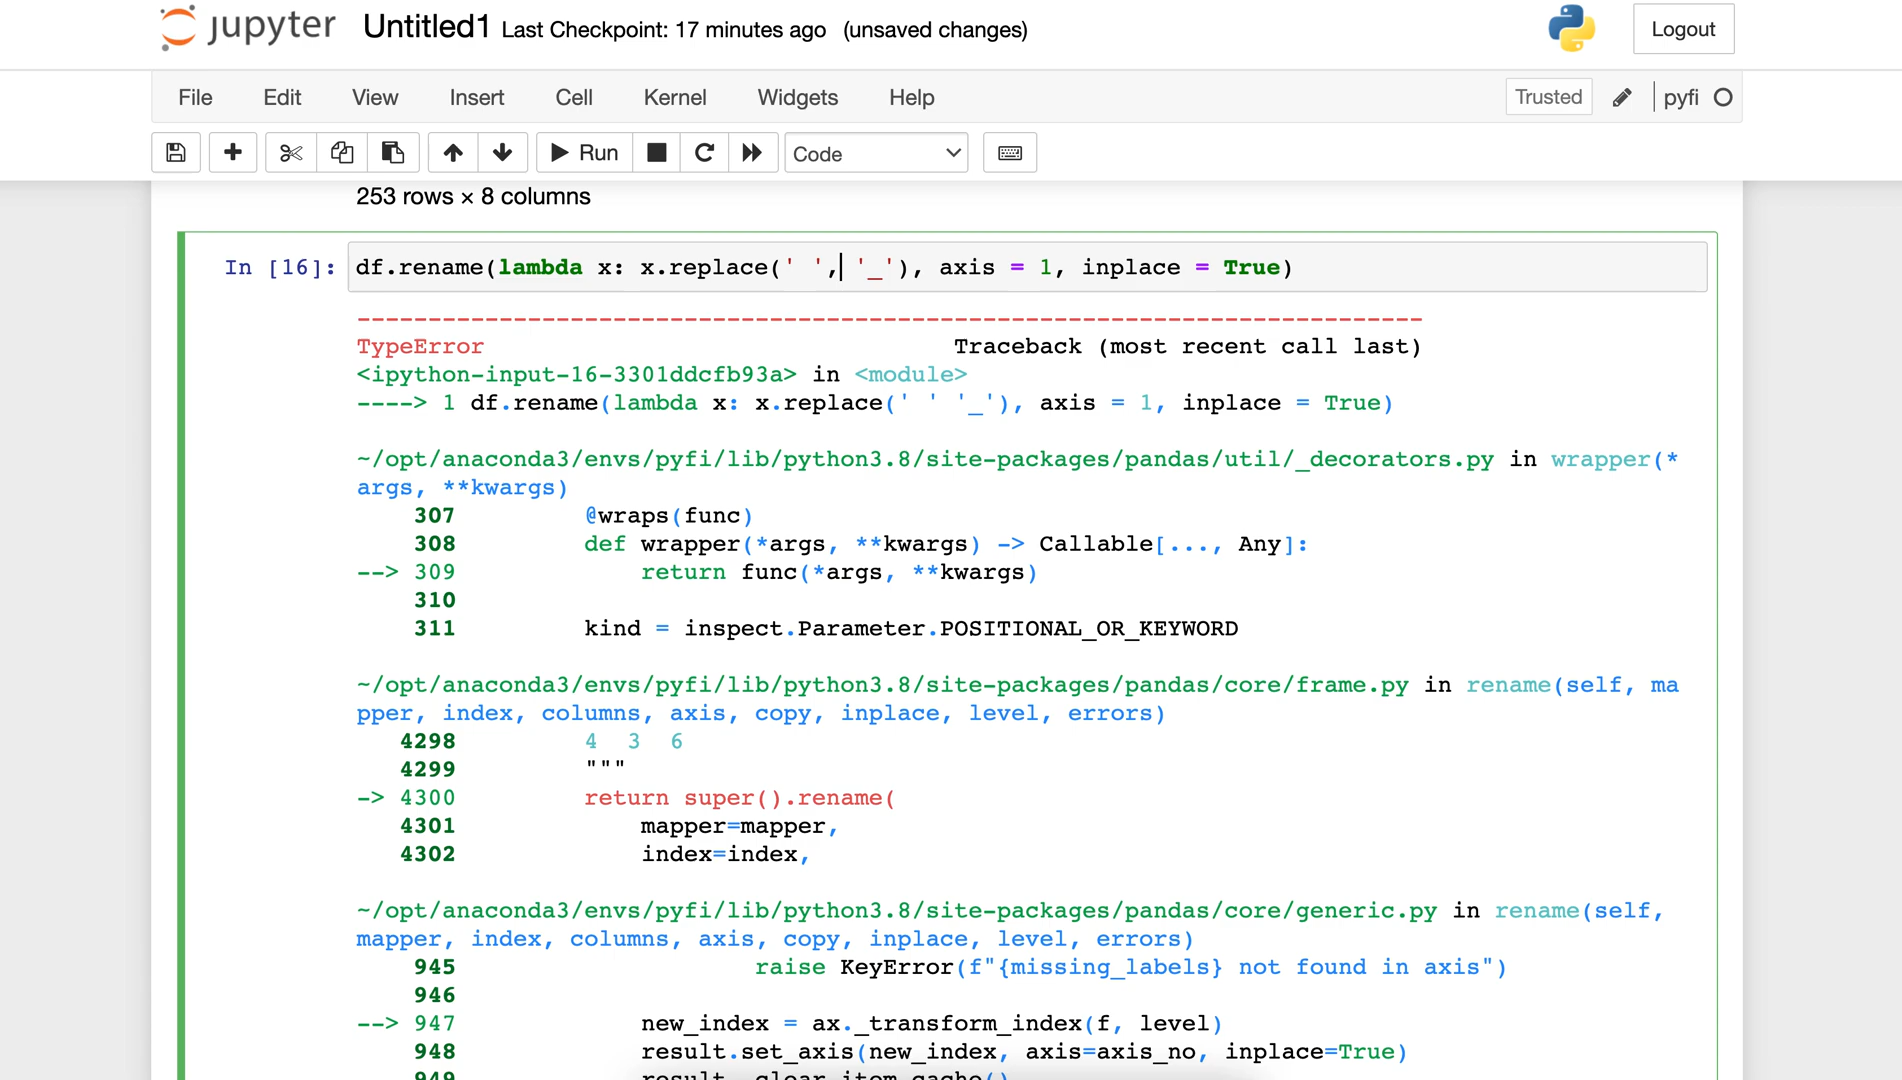 jupyter Untitled1 Last Checkpoint: 17 minutes ago (unsaved changes) Logout
File Edit View Insert Cell Kernel Widgets Help Trusted pyfi
Run Code
253 rows × 8 columns
In [16]: df.rename(lambda x: x.replace(' ', '_'), axis = 1, inplace = True)
---------------------------------------------------------------------------
TypeError Traceback (most recent call last)
<ipython-input-16-3301ddcfb93a> in <module>
----> 1 df.rename(lambda x: x.replace(' ' '_'), axis = 1, inplace = True)
~/opt/anaconda3/envs/pyfi/lib/python3.8/site-packages/pandas/util/_decorators.py in wrapper(*
args, **kwargs)
307 @wraps(func)
308 def wrapper(*args, **kwargs) -> Callable[..., Any]:
--> 309 return func(*args, **kwargs)
310
311 kind = inspect.Parameter.POSITIONAL_OR_KEYWORD
~/opt/anaconda3/envs/pyfi/lib/python3.8/site-packages/pandas/core/frame.py in rename(self, ma
pper, index, columns, axis, copy, inplace, level, errors)
4298 4 3 6
4299 """
-> 4300 return super().rename(
4301 mapper=mapper,
4302 index=index,
~/opt/anaconda3/envs/pyfi/lib/python3.8/site-packages/pandas/core/generic.py in rename(self,
mapper, index, columns, axis, copy, inplace, level, errors)
945 raise KeyError(f"{missing_labels} not found in axis")
946
--> 947 new_index = ax._transform_index(f, level)
948 result.set_axis(new_index, axis=axis_no, inplace=True)